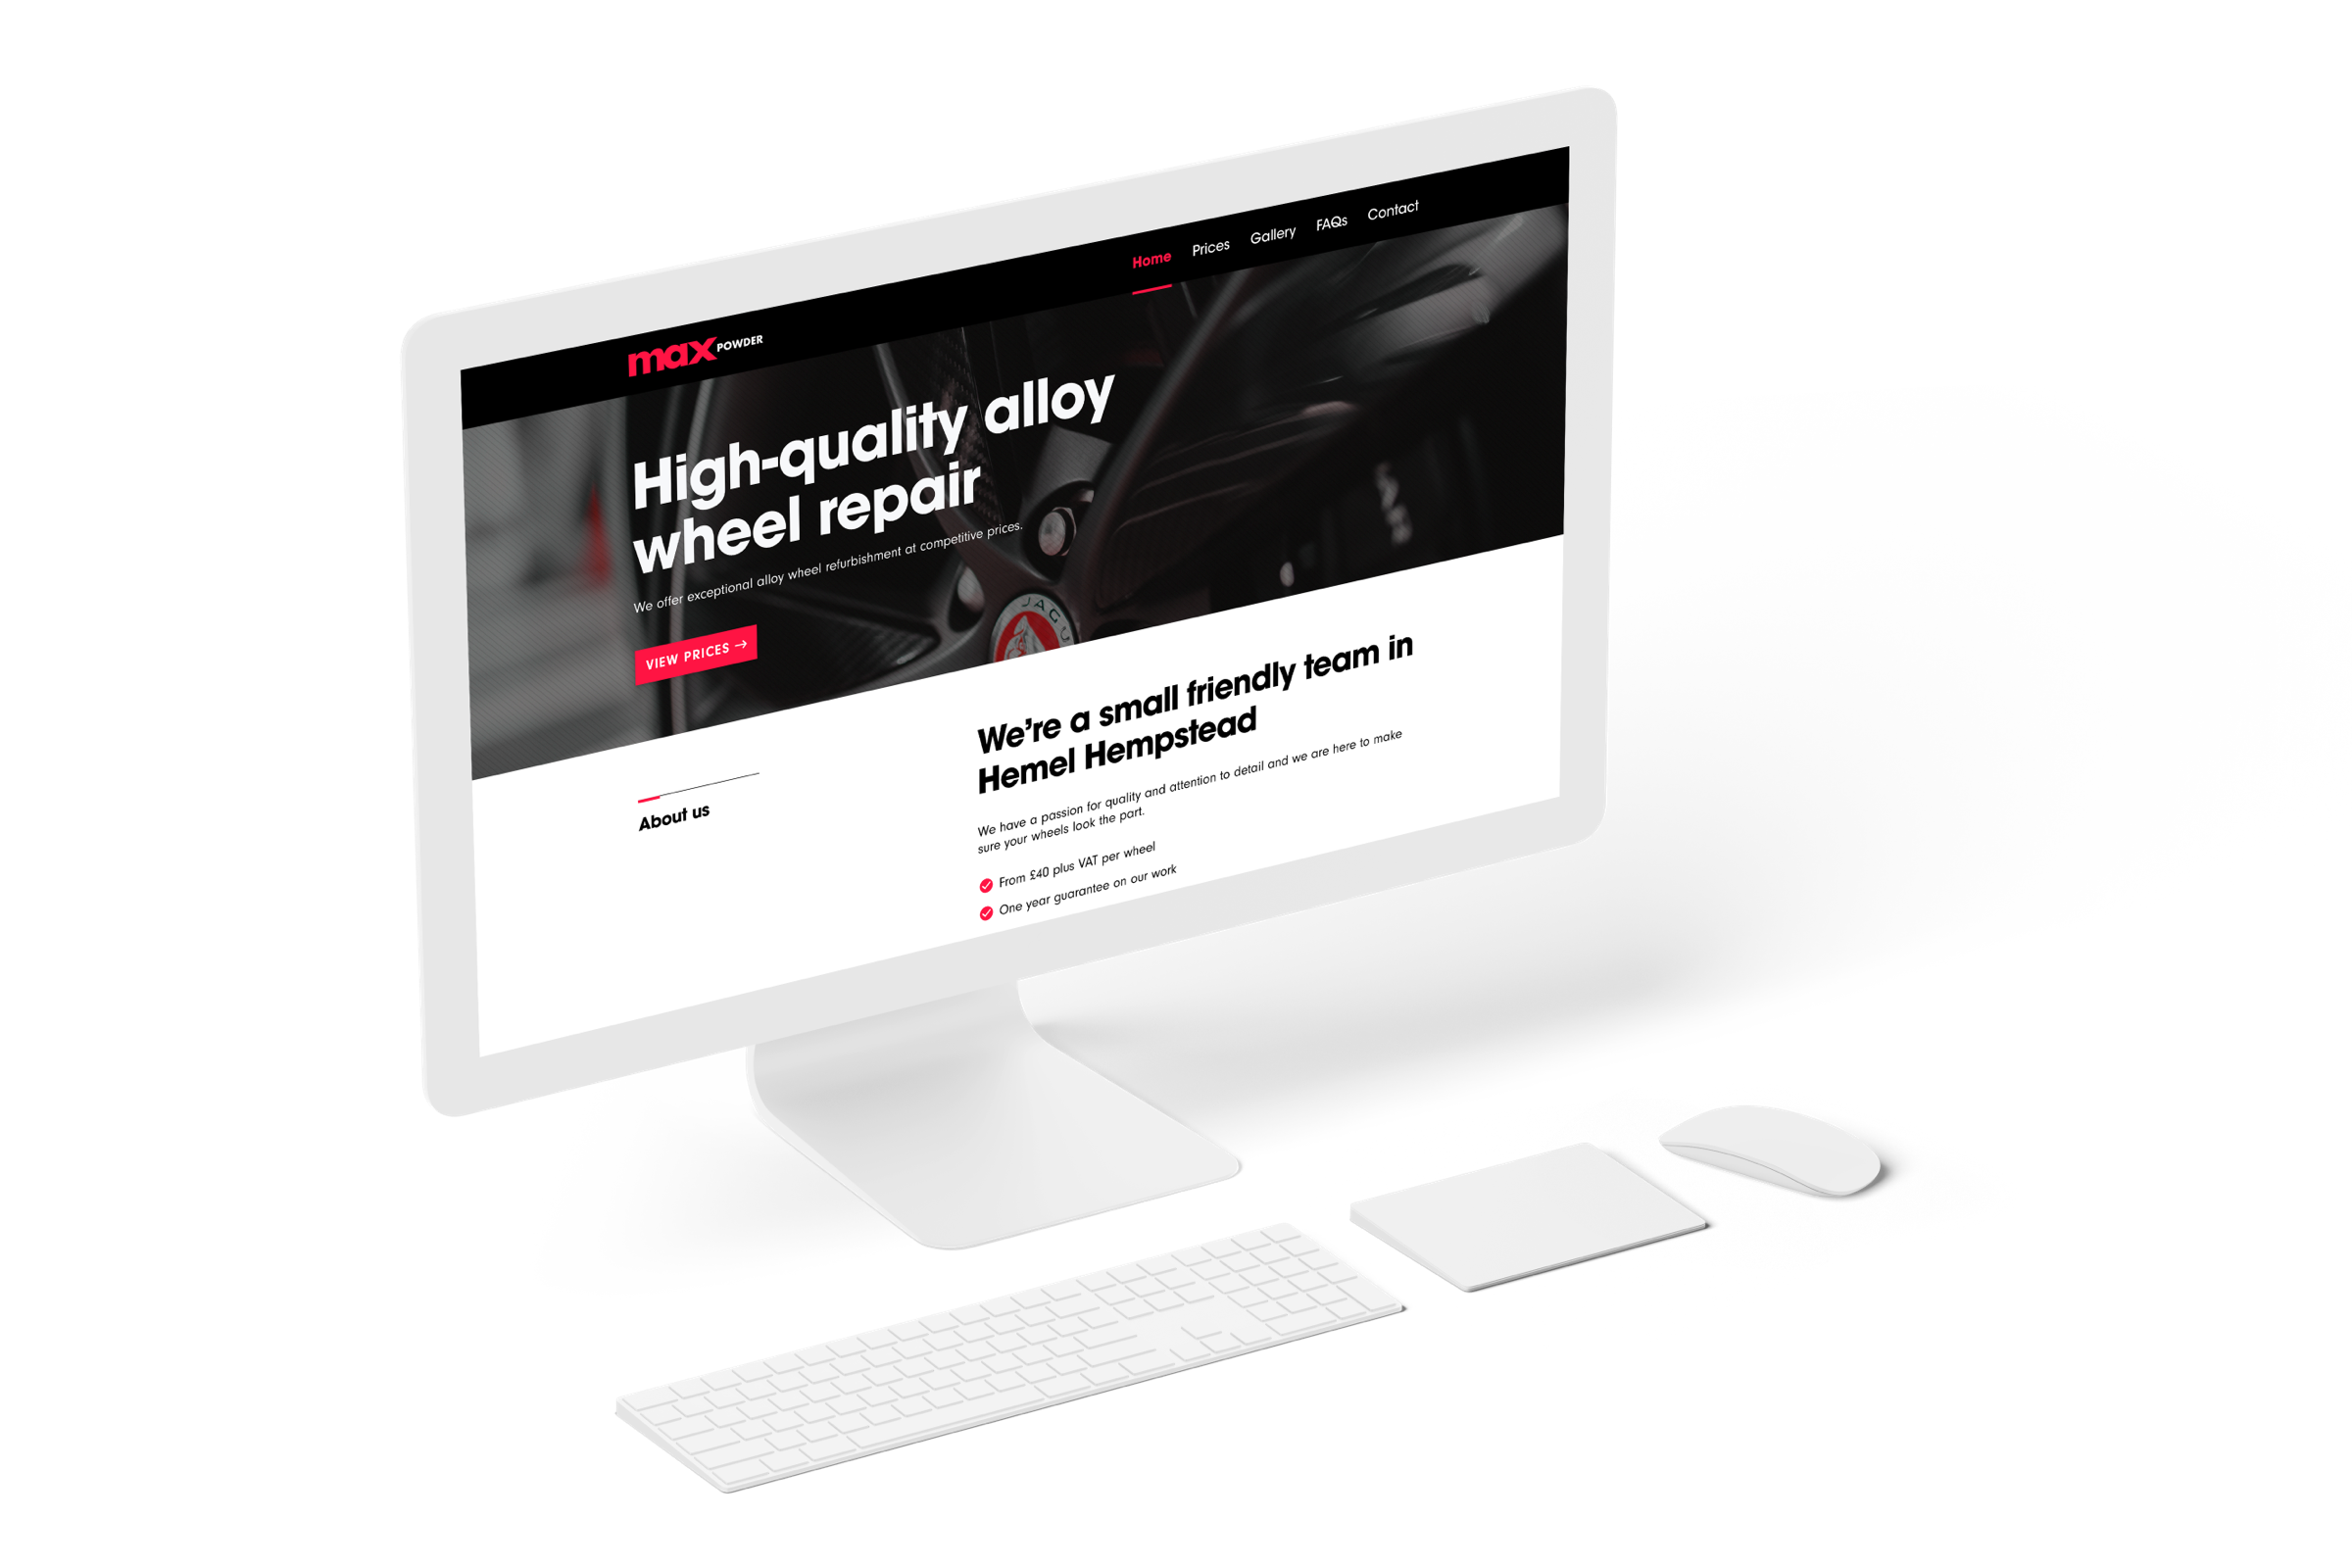 max POWDER
Home Prices Gallery FAQs Contact
High-quality alloy
wheel repair
We offer exceptional alloy wheel refurbishment at competitive prices.
VIEW PRICES →
JAGU
About us
We're a small friendly team in
Hemel Hempstead
We have a passion for quality and attention to detail and we are here to make
sure your wheels look the part.
From £40 plus VAT per wheel
One year guarantee on our work